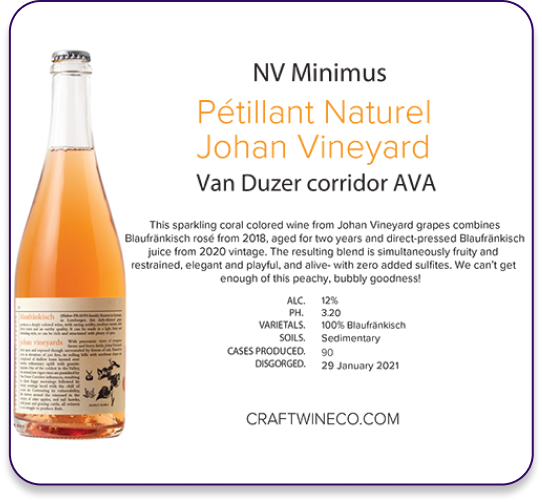 NV Minimus
Pétillant Naturel
Johan Vineyard
Van Duzer corridor AVA
This sparkling coral colored wine from Johan Vineyard grapes combines
Blaufränkisch rosé from 2018, aged for two years and direct-pressed Blaufränkisch
juice from 2020 vintage. The resulting blend is simultaneously fruity and
restrained, elegant and playful, and alive- with zero added sulfites. We can't get
enough of this peachy, bubbly goodness!
ALC. 12%
PH. 3.20
VARIETALS. 100% Blaufränkisch
SOILS. Sedimentary
CASES PRODUCED. 90
DISGORGED. 29 January 2021
CRAFTWINECO.COM
blaufränkisch
johan vineyards